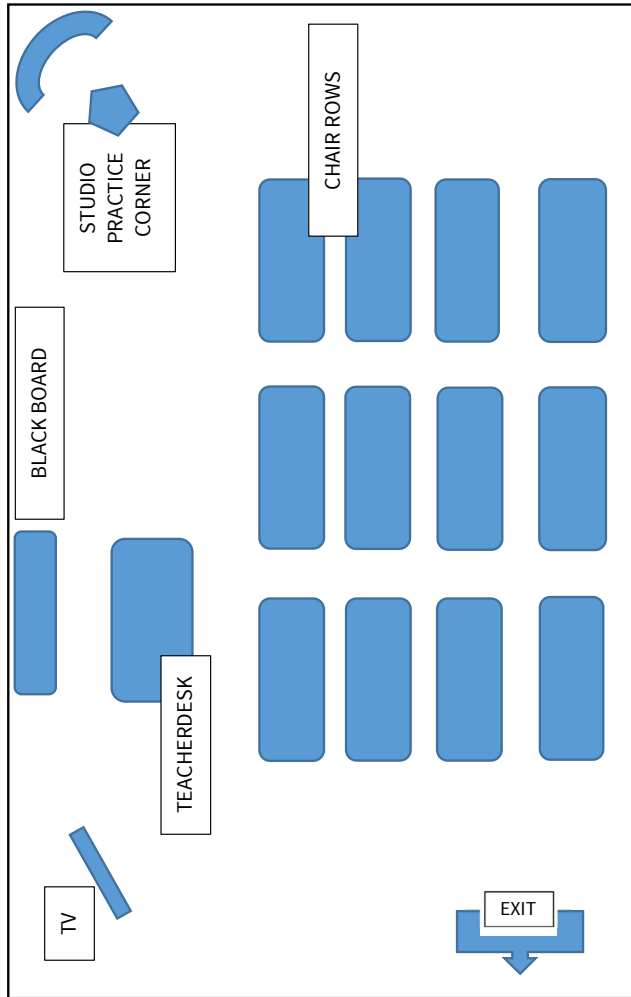 CHAIR ROWS
STUDIO
PRACTICE
CORNER
BLACK BOARD
TEACHERDESK
TV
EXIT